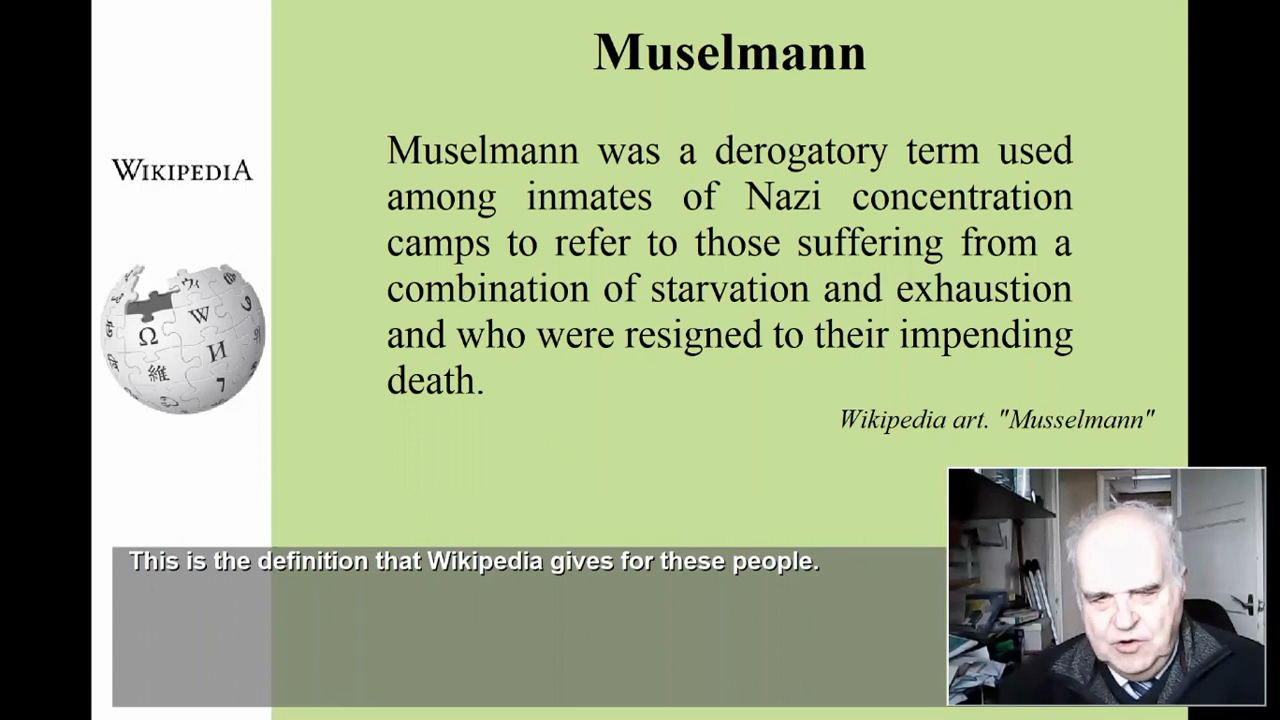 Muselmann
WIKIPEDIA
Muselmann was a derogatory term used
among inmates of Nazi concentration
camps to refer to those suffering from a
combination of starvation and exhaustion
and who were resigned to their impending
death.
Wikipedia art. "Musselmann"
Ω W И
維 7
This is the definition that Wikipedia gives for these people.